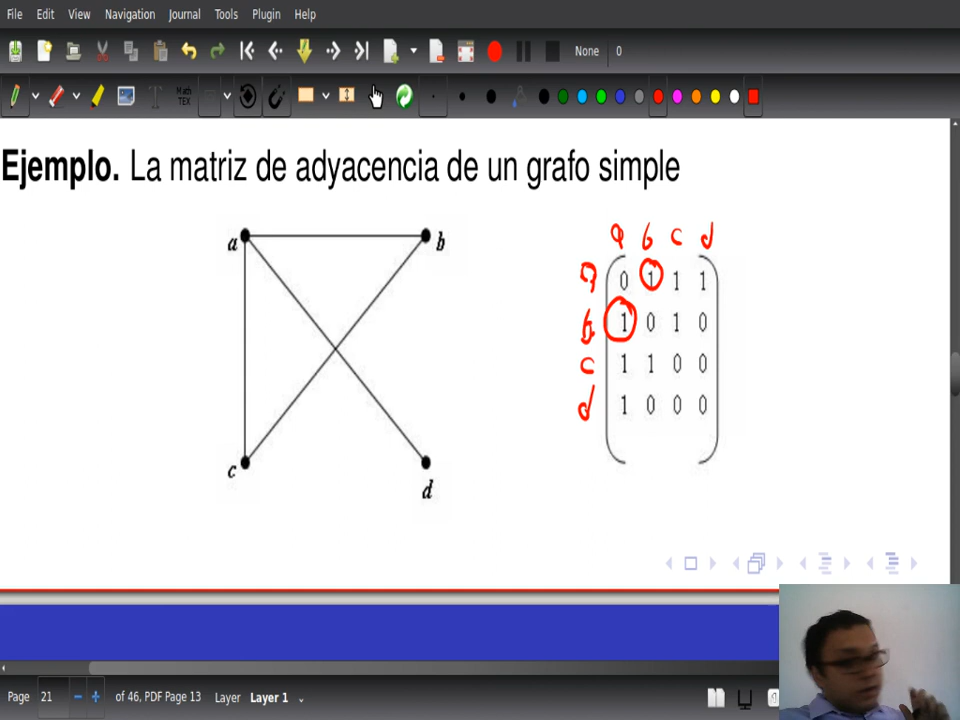 File Edit View Navigation Journal Tools Plugin Help
None 0
T Math TEX
Ejemplo. La matriz de adyacencia de un grafo simple
a b
c d
a b c d
a 0 1 1 1
b 1 0 1 0
c 1 1 0 0
d 1 0 0 0
Page 21 of 46, PDF Page 13 Layer Layer 1